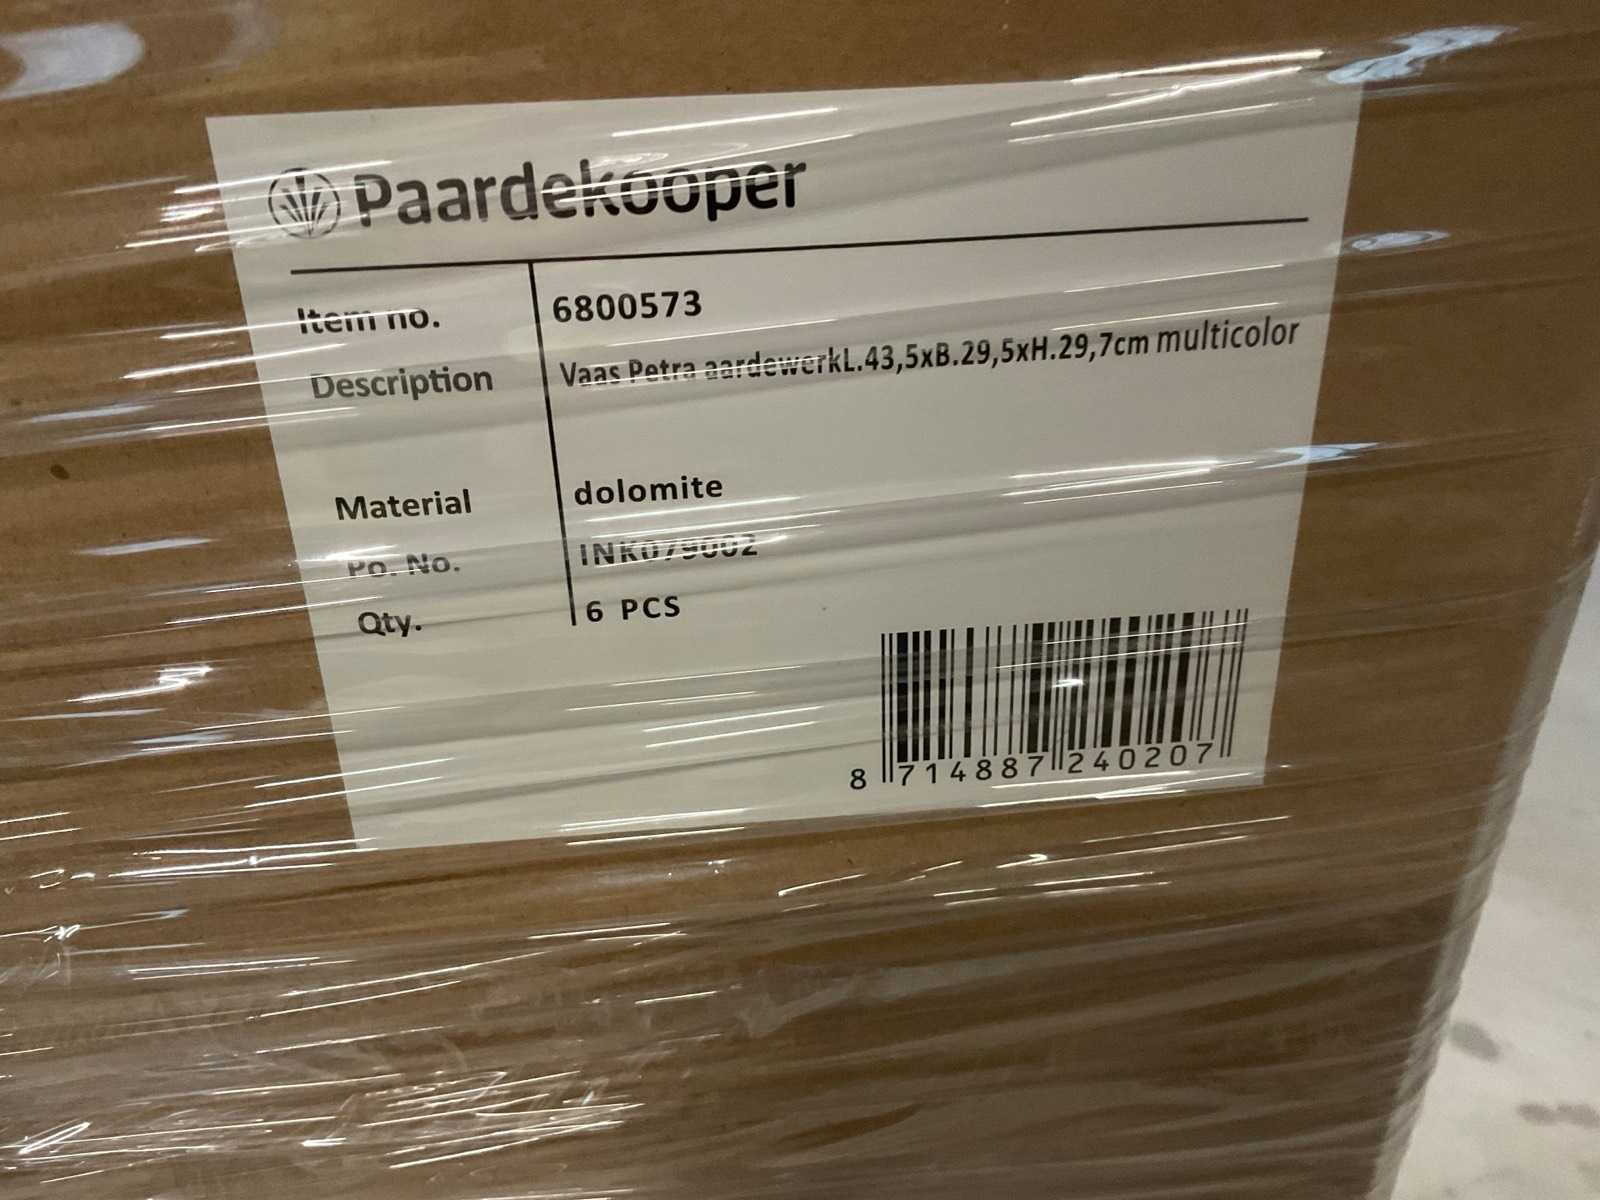 Paardekooper
Item no. 6800573
Description Vaas Petra aardewerkL.43,5xB.29,5xH.29,7cm multicolor
Material dolomite
Po. No. INK079002
Qty. 6 PCS
8 714887 240207